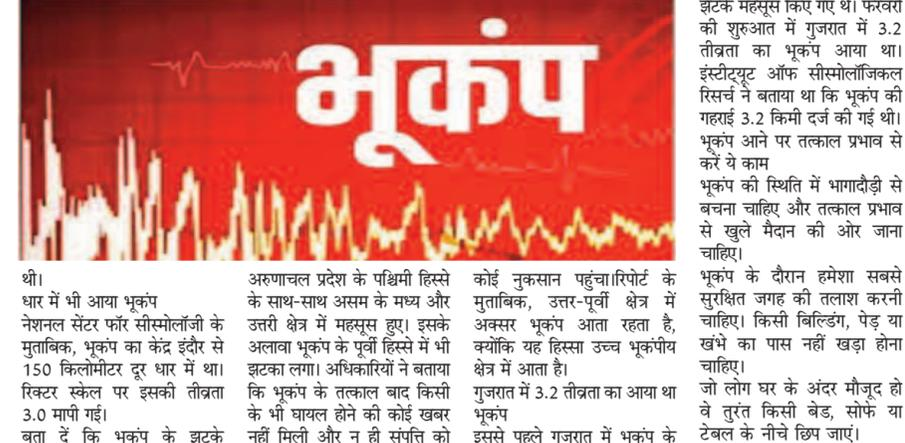 भूकंप
थी।
धार में भी आया भूकंप
नेशनल सेंटर फॉर सीस्मोलॉजी के
मुताबिक, भूकंप का केंद्र इंदौर से
150 किलोमीटर दूर धार में था।
रिक्टर स्केल पर इसकी तीव्रता
3.0 मापी गई।
बता दें कि भूकंप के झटके
अरुणाचल प्रदेश के पश्चिमी हिस्से
के साथ-साथ असम के मध्य और
उत्तरी क्षेत्र में महसूस हुए। इसके
अलावा भूकंप के पूर्वी हिस्से में भी
झटका लगा। अधिकारियों ने बताया
कि भूकंप के तत्काल बाद किसी
के भी घायल होने की कोई खबर
नहीं मिली और न ही संपत्ति को
कोई नुकसान पहुंचा।रिपोर्ट के
मुताबिक, उत्तर-पूर्वी क्षेत्र में
अक्सर भूकंप आता रहता है,
क्योंकि यह हिस्सा उच्च भूकंपीय
क्षेत्र में आता है।
गुजरात में 3.2 तीव्रता का आया था
भूकंप
इससे पहले गुजरात में भूकंप के
झटके महसूस किए गए थे। फरवरी
की शुरुआत में गुजरात में 3.2
तीव्रता का भूकंप आया था।
इंस्टीट्यूट ऑफ सीस्मोलॉजिकल
रिसर्च ने बताया था कि भूकंप की
गहराई 3.2 किमी दर्ज की गई थी।
भूकंप आने पर तत्काल प्रभाव से
करें ये काम
भूकंप की स्थिति में भागादौड़ी से
बचना चाहिए और तत्काल प्रभाव
से खुले मैदान की ओर जाना
चाहिए।
भूकंप के दौरान हमेशा सबसे
सुरक्षित जगह की तलाश करनी
चाहिए। किसी बिल्डिंग, पेड़ या
खंभे का पास नहीं खड़ा होना
चाहिए।
जो लोग घर के अंदर मौजूद हो
वे तुरंत किसी बेड, सोफे या
टेबल के नीचे छिप जाएं।